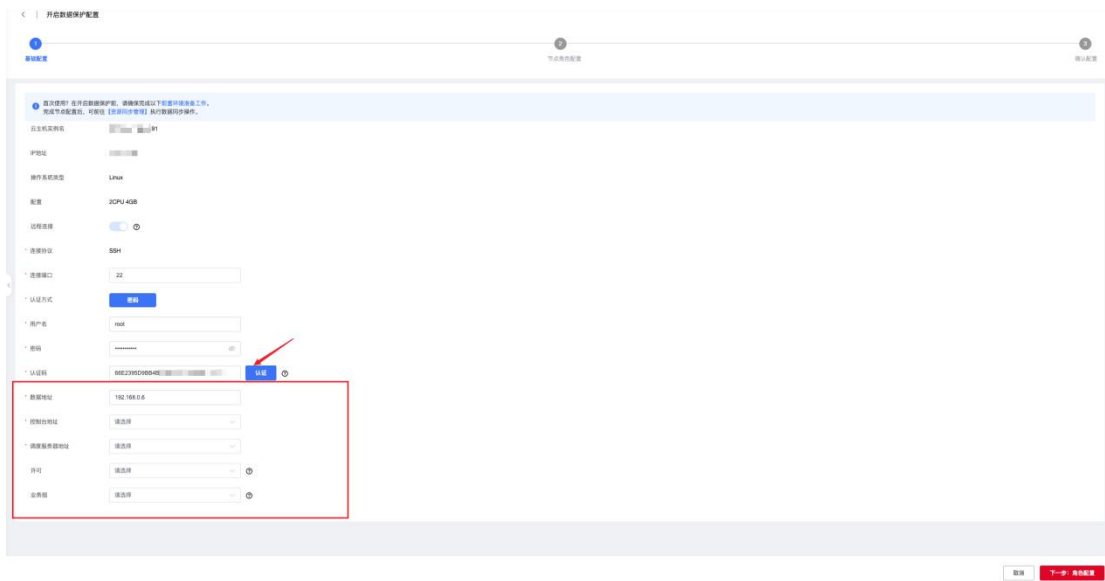 开启数据保护配置
1
2
3
基础配置
节点角色配置
确认配置
首次使用? 在开启数据保护前, 请确保完成以下配置环境准备工作。
完成节点配置后, 可前往【资源同步管理】执行数据同步操作。
云主机实例名
81
IP地址
操作系统类型 Linux
配置 2CPU 4GB
远程连接
* 连接协议 SSH
* 连接端口 22
* 认证方式 密码
* 用户名 root
* 密码
* 认证码 认证
* 数据地址 192.168.0.6
* 控制台地址 请选择
* 调度服务器地址 请选择
许可 请选择
业务组 请选择
取消 下一步: 角色配置